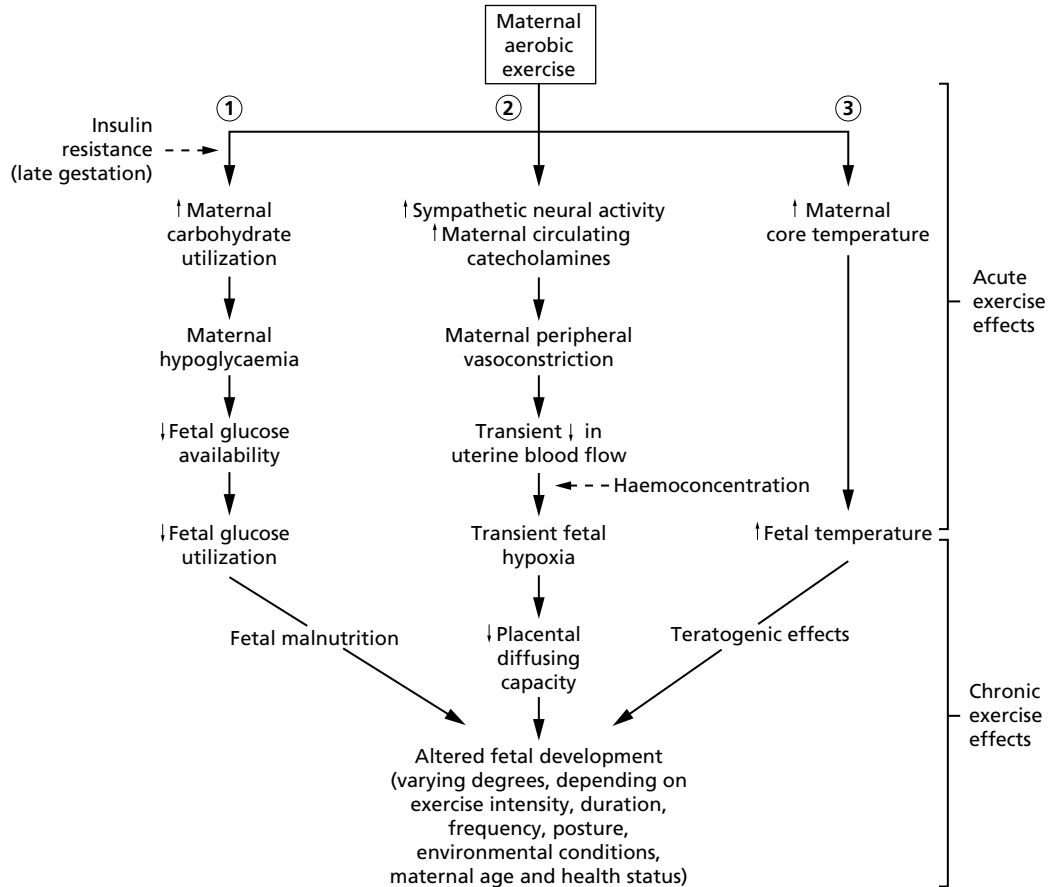 Maternal
aerobic
exercise
① ② ③
Insulin
resistance
(late gestation)
↑ Maternal
carbohydrate
utilization
Maternal
hypoglycaemia
↓ Fetal glucose
availability
↓ Fetal glucose
utilization
Fetal malnutrition
↑ Sympathetic neural activity
↑ Maternal circulating
catecholamines
Maternal peripheral
vasoconstriction
Transient ↓ in
uterine blood flow
Haemoconcentration
Transient fetal
hypoxia
↓ Placental
diffusing
capacity
↑ Maternal
core temperature
↑ Fetal temperature
Teratogenic effects
Altered fetal development
(varying degrees, depending on
exercise intensity, duration,
frequency, posture,
environmental conditions,
maternal age and health status)
Acute
exercise
effects
Chronic
exercise
effects